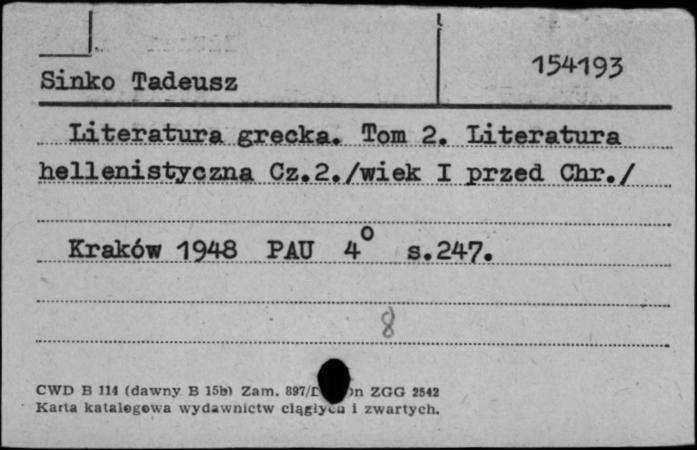 154193
Sinko Tadeusz
Literatura grecka. Tom 2. Literatura
hellenistyczna Cz.2./wiek I przed Chr./
Kraków 1948 PAU 4° s.247.
8
CWD B 114 (dawny B 15b) Zam. 897/ ZGG 2542
Karta katalogowa wydawnictw ciągłych i zwartych.